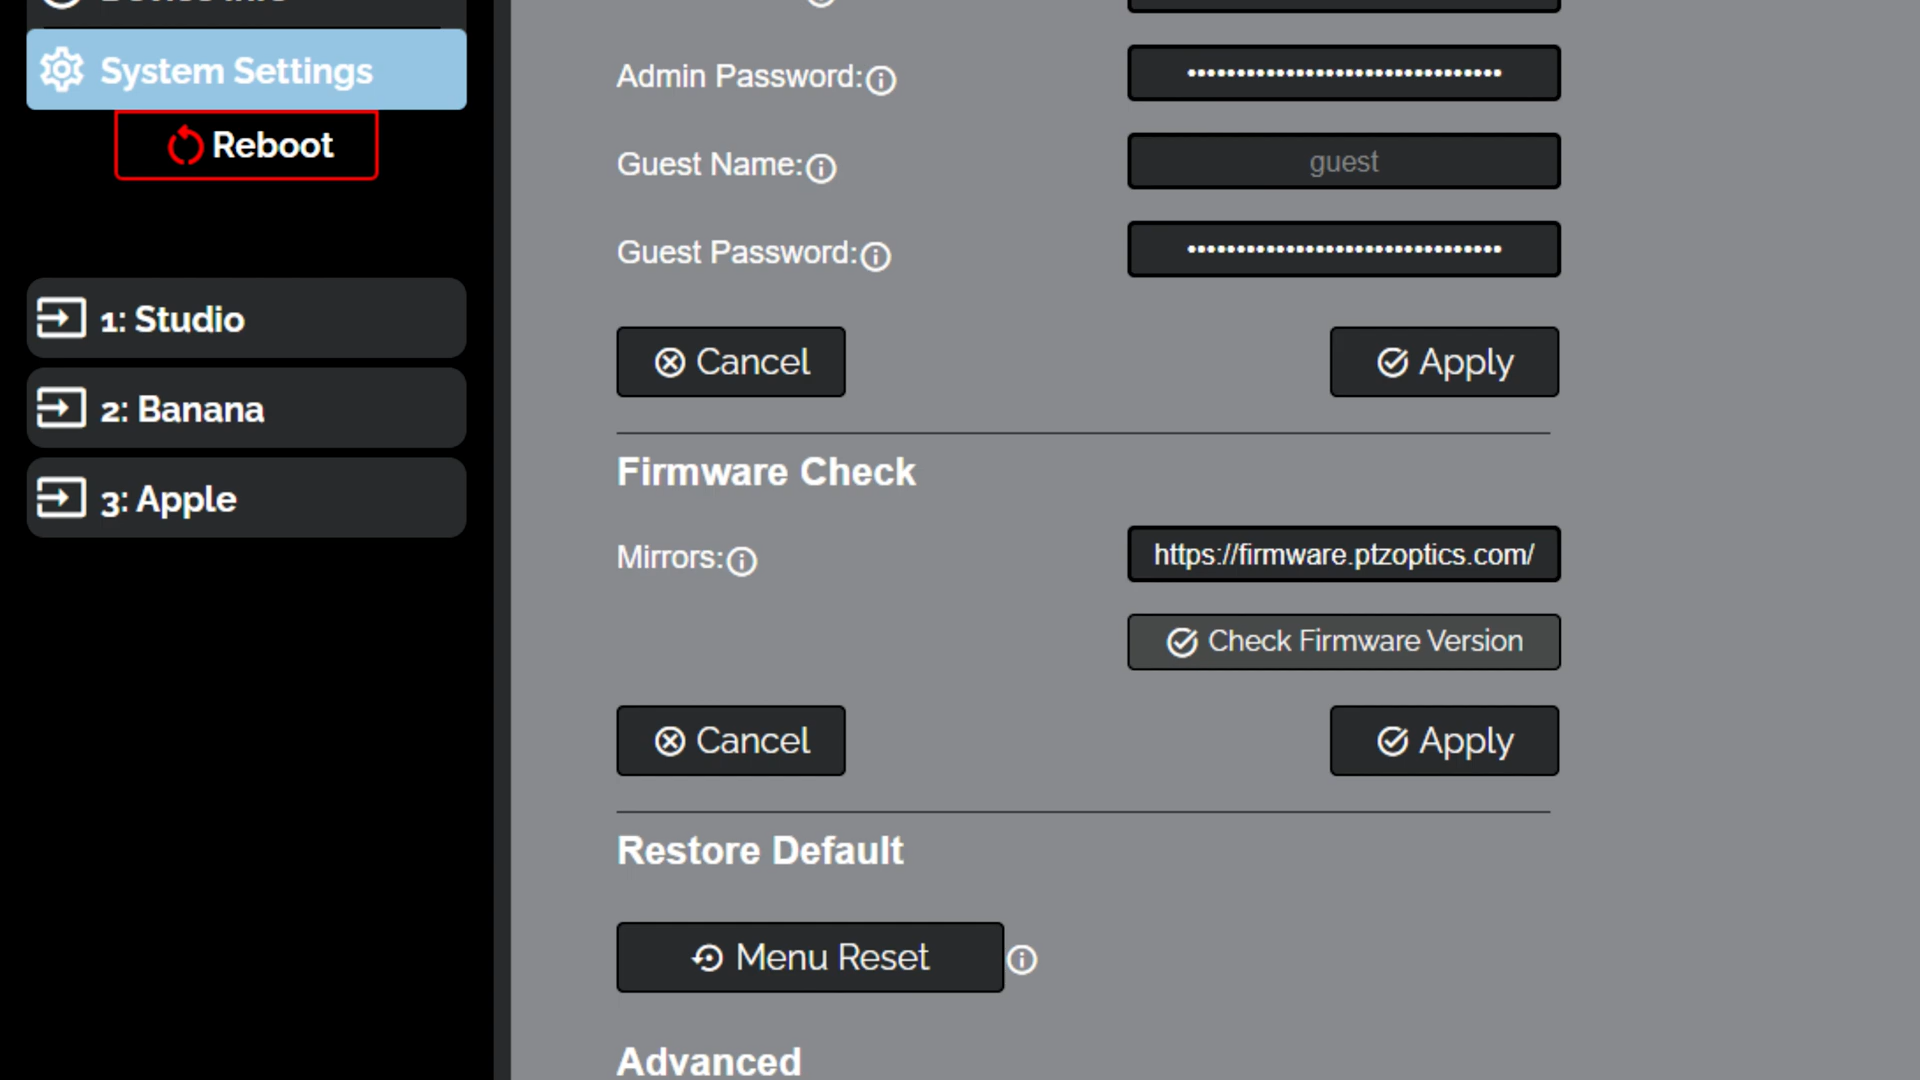 System Settings
Reboot
1: Studio
2: Banana
3: Apple
Admin Password:
••••••••••••••••••••••••••••••••
Guest Name:
guest
Guest Password:
••••••••••••••••••••••••••••••••
Cancel
Apply
Firmware Check
Mirrors:
https://firmware.ptzoptics.com/
Check Firmware Version
Cancel
Apply
Restore Default
Menu Reset
Advanced